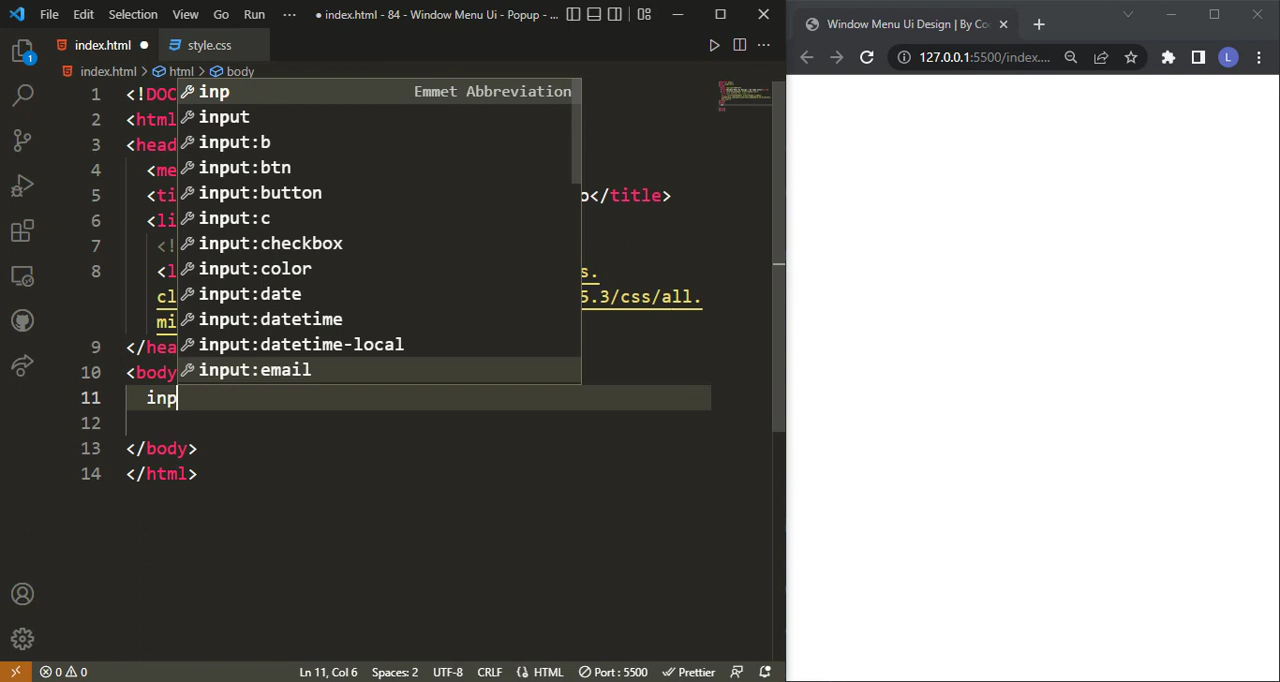 File Edit Selection View Go Run ··· ● index.html - 84 - Window Menu Ui - Popup - ...
index.html ● style.css
index.html > html > body
1 <!DOC
2 <html
3 <head
4 <me
5 <ti o</title>
6 <li
7 <!
8 <l s.
cl 5.3/css/all.
mi
9 </hea
10 <body
11 inp
12
13 </body>
14 </html>
inp Emmet Abbreviation
input
input:b
input:btn
input:button
input:c
input:checkbox
input:color
input:date
input:datetime
input:datetime-local
input:email
1
0 0 Ln 11, Col 6 Spaces: 2 UTF-8 CRLF HTML Port : 5500 Prettier
Window Menu Ui Design | By Co
127.0.0.1:5500/index.... L